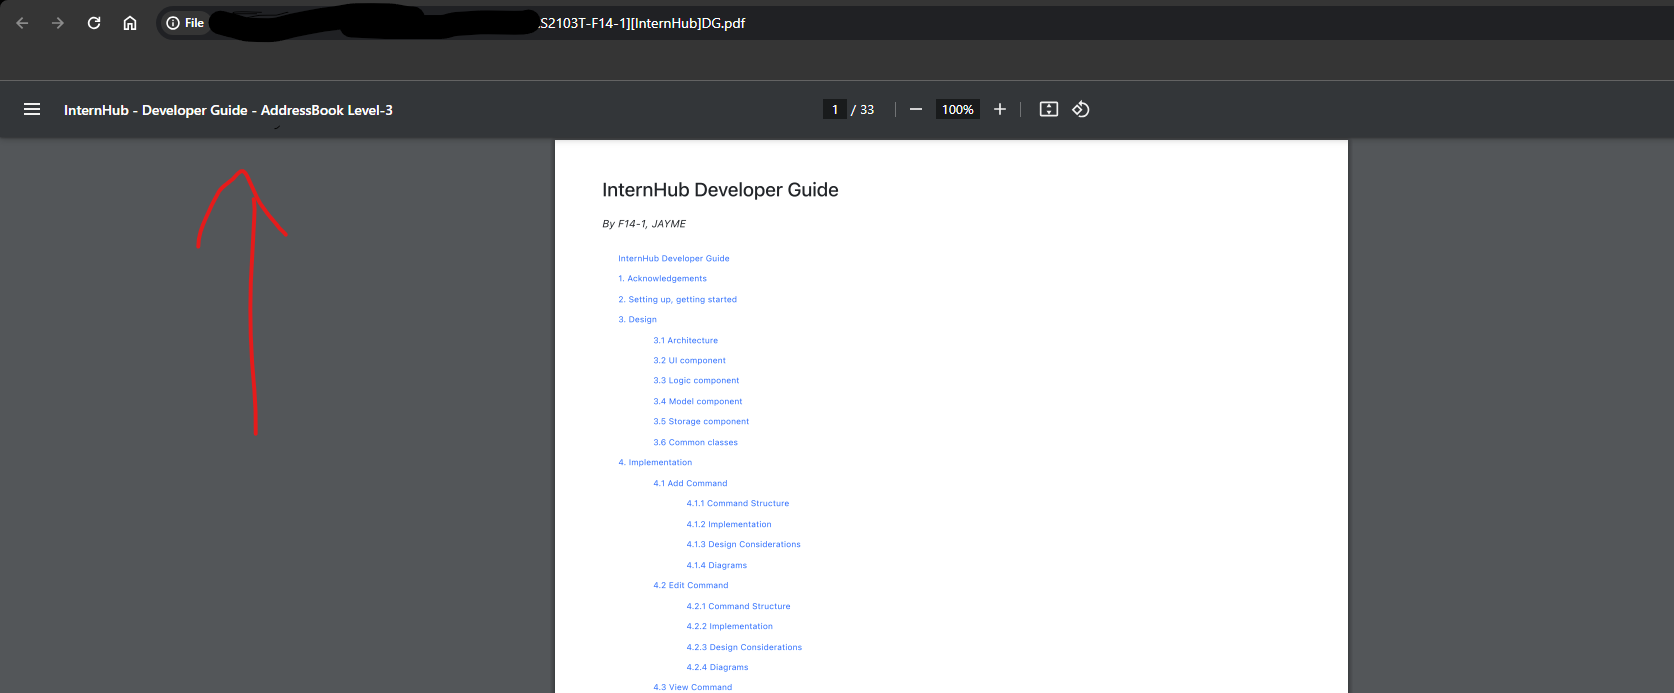 File S2103T-F14-1][InternHub]DG.pdf
InternHub - Developer Guide - AddressBook Level-3
1 / 33
100%
InternHub Developer Guide
By F14-1, JAYME
InternHub Developer Guide
1. Acknowledgements
2. Setting up, getting started
3. Design
3.1 Architecture
3.2 UI component
3.3 Logic component
3.4 Model component
3.5 Storage component
3.6 Common classes
4. Implementation
4.1 Add Command
4.1.1 Command Structure
4.1.2 Implementation
4.1.3 Design Considerations
4.1.4 Diagrams
4.2 Edit Command
4.2.1 Command Structure
4.2.2 Implementation
4.2.3 Design Considerations
4.2.4 Diagrams
4.3 View Command